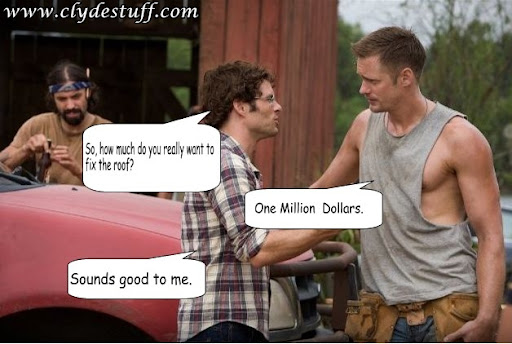 www.clydestuff.com
So, how much do you really want to
fix the roof?
One Million Dollars.
Sounds good to me.